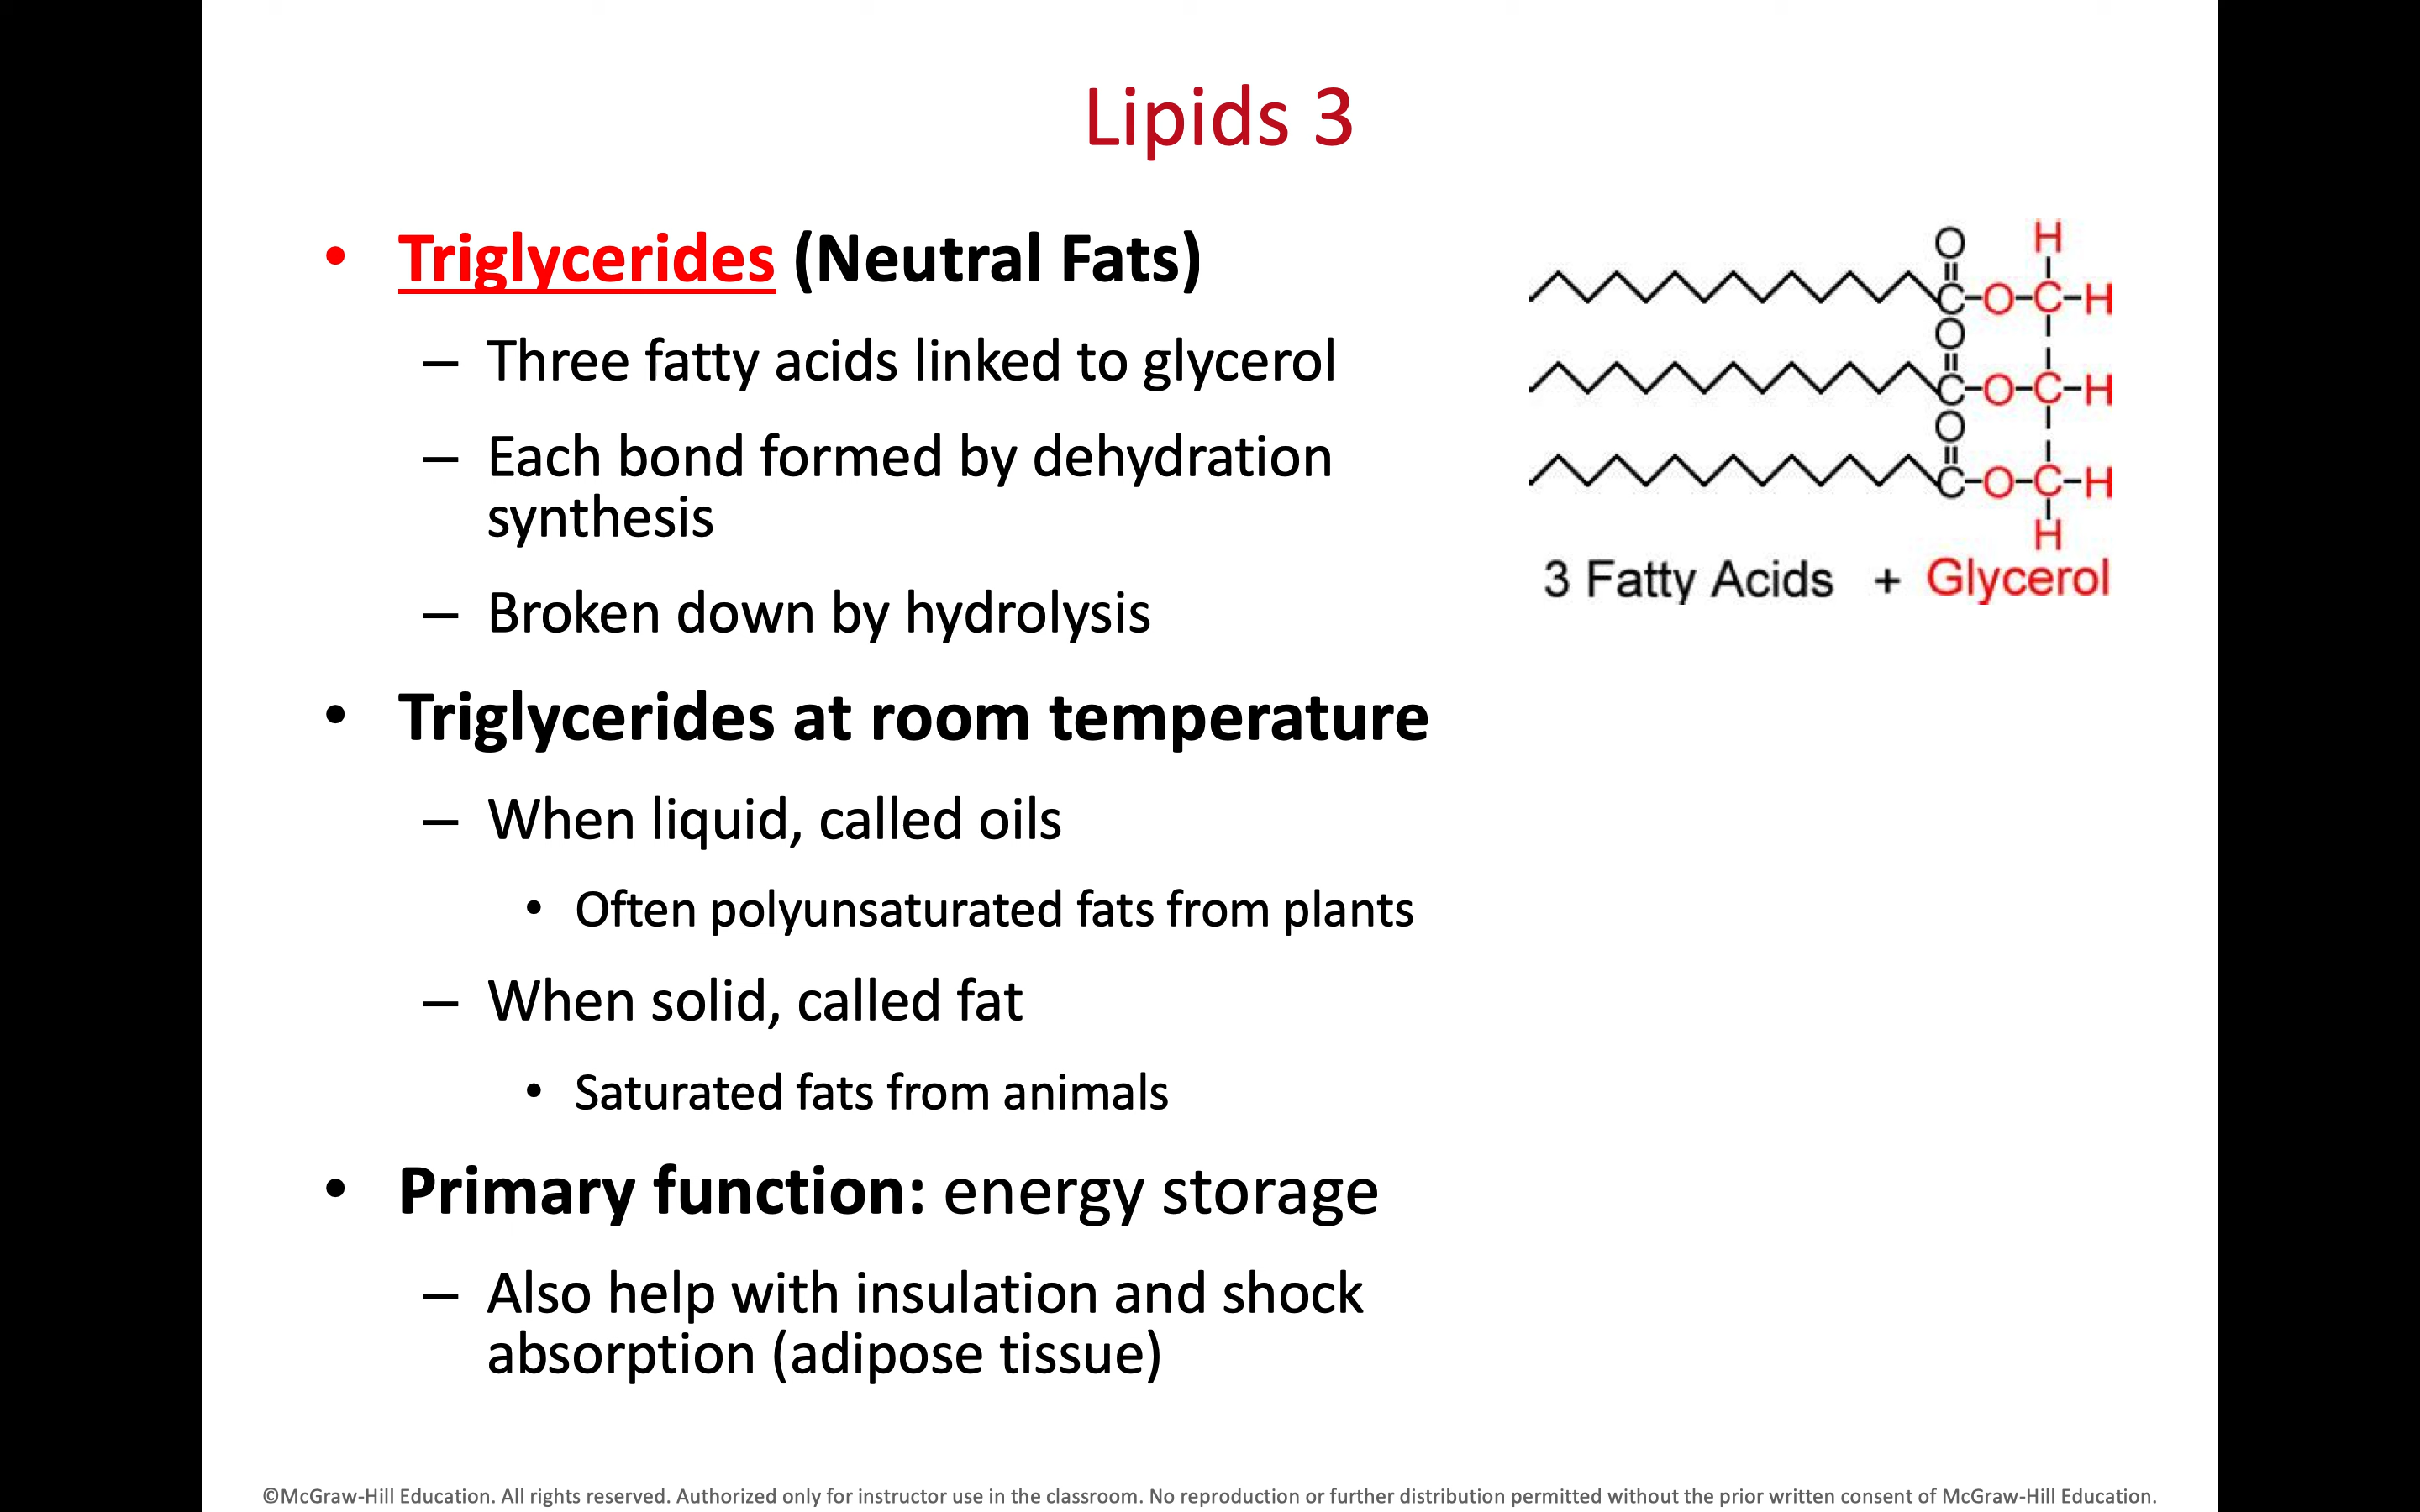 Lipids 3
• Triglycerides (Neutral Fats)
– Three fatty acids linked to glycerol
– Each bond formed by dehydration
synthesis
– Broken down by hydrolysis
• Triglycerides at room temperature
– When liquid, called oils
• Often polyunsaturated fats from plants
– When solid, called fat
• Saturated fats from animals
• Primary function: energy storage
– Also help with insulation and shock
absorption (adipose tissue)
O H
C-O-C-H
O
C-O-C-H
O
C-O-C-H
H
3 Fatty Acids + Glycerol
©McGraw-Hill Education. All rights reserved. Authorized only for instructor use in the classroom. No reproduction or further distribution permitted without the prior written consent of McGraw-Hill Education.